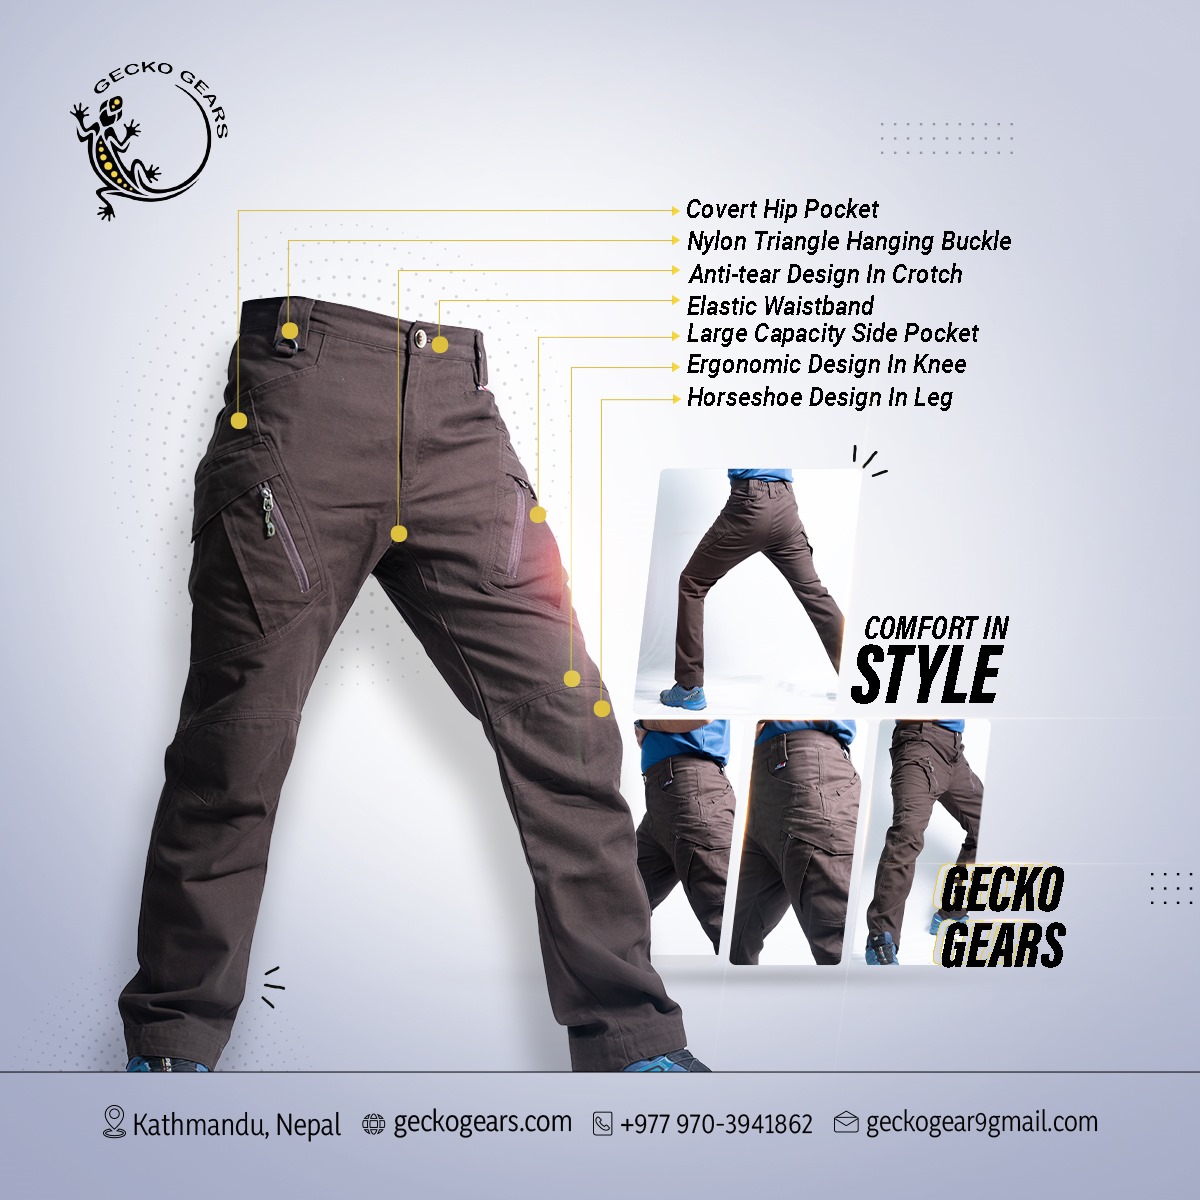 GECKO GEARS
Covert Hip Pocket
Nylon Triangle Hanging Buckle
Anti-tear Design In Crotch
Elastic Waistband
Large Capacity Side Pocket
Ergonomic Design In Knee
Horseshoe Design In Leg
COMFORT IN
STYLE
GECKO
GEARS
Kathmandu, Nepal geckogears.com +977 970-3941862 geckogear9gmail.com